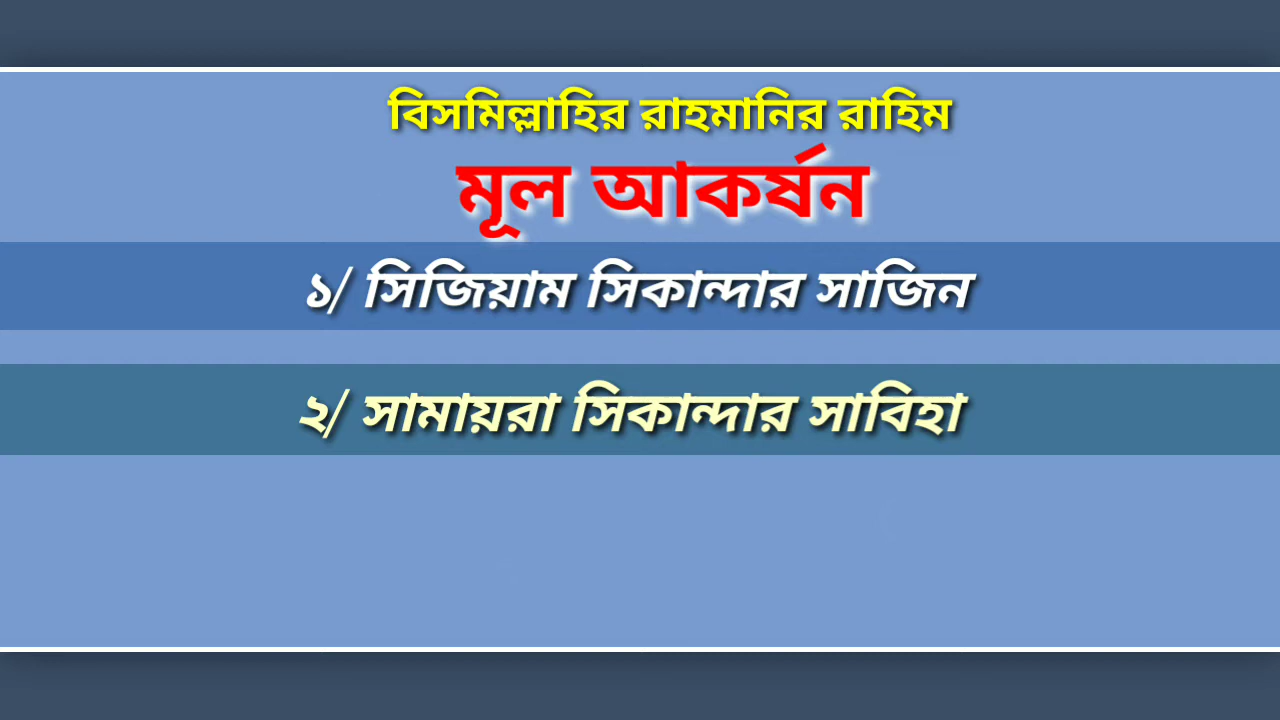 বিসমিল্লাহির রাহমানির রাহিম
মূল আকর্ষন
১/ সিজিয়াম সিকান্দার সাজিন
২/ সামায়রা সিকান্দার সাবিহা